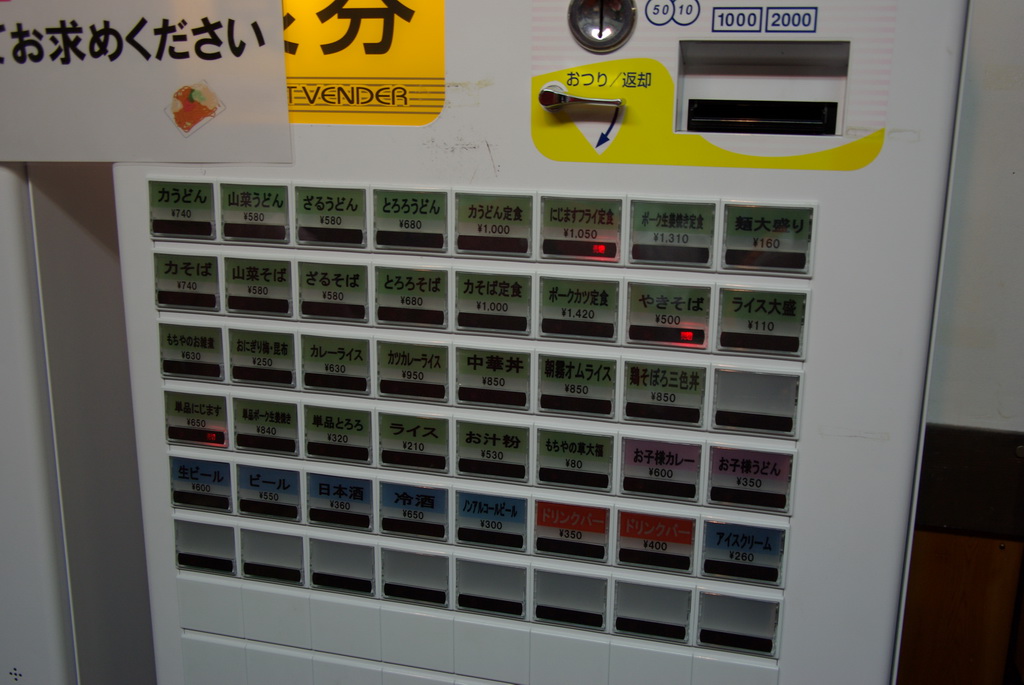 てお求めください
分
T VENDER
50 10
1000 2000
おつり／返却
力うどん ¥740
山菜うどん ¥580
ざるうどん ¥580
とろろうどん ¥680
力うどん定食 ¥1,000
にじますフライ定食 ¥1,050
ポーク生姜焼き定食 ¥1,310
麺大盛り ¥160
力そば ¥740
山菜そば ¥580
ざるそば ¥580
とろろそば ¥680
力そば定食 ¥1,000
ポークカツ定食 ¥1,420
やきそば ¥500
ライス大盛 ¥110
もちやのお雑煮 ¥630
おにぎり梅・昆布 ¥250
カレーライス ¥630
カツカレーライス ¥950
中華丼 ¥850
朝霧オムライス ¥850
鶏そぼろ三色丼 ¥850
単品にじます ¥650
単品ポーク生姜焼き ¥840
単品とろろ ¥320
ライス ¥210
お汁粉 ¥530
もちやの草大福 ¥80
お子様カレー ¥600
お子様うどん ¥350
生ビール ¥600
ビール ¥550
日本酒 ¥360
冷酒 ¥650
ノンアルコールビール ¥300
ドリンクバー ¥350
ドリンクバー ¥400
アイスクリーム ¥260